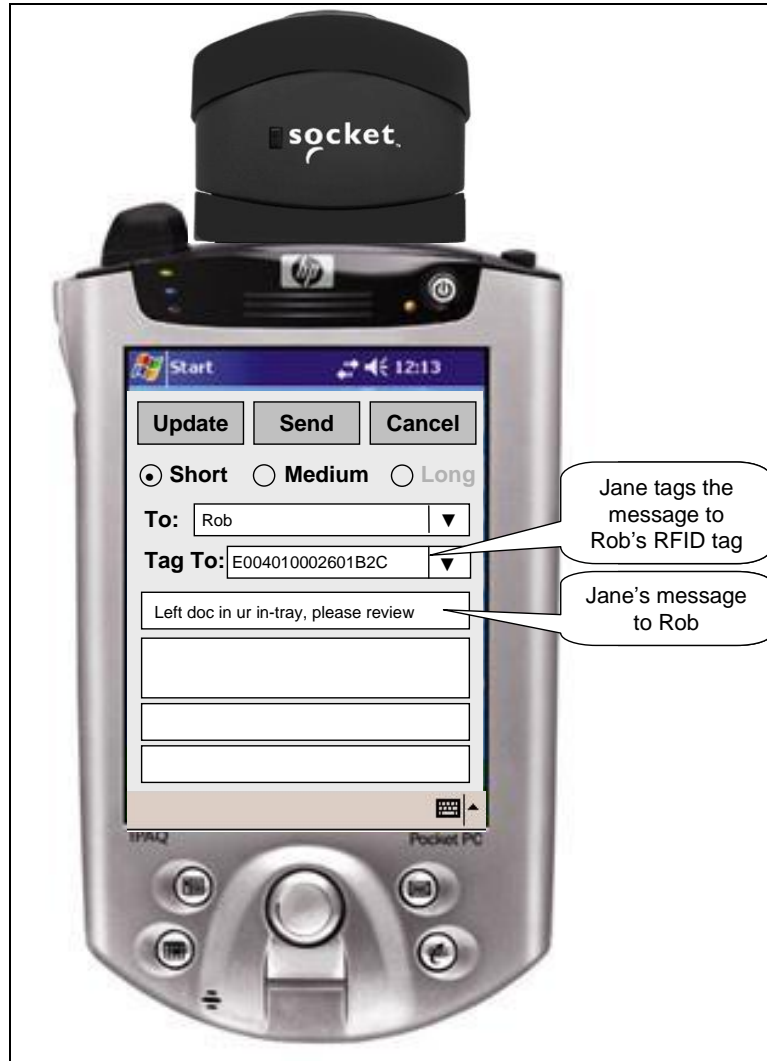 socket
hp
Start 12:13
Update Send Cancel
Short Medium Long
To: Rob
Tag To: E004010002601B2C
Jane tags the
message to
Rob's RFID tag
Left doc in ur in-tray, please review
Jane's message
to Rob
iPAQ Pocket PC